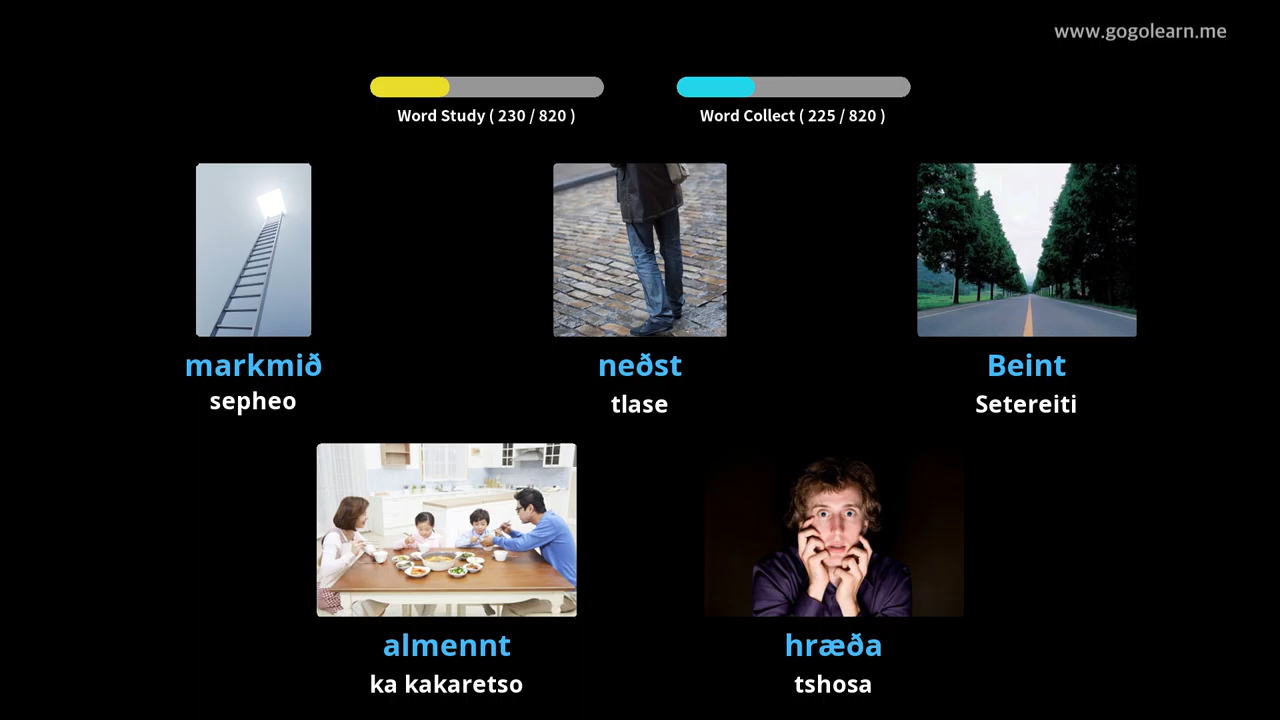 www.gogolearn.me
Word Study ( 230 / 820 )
Word Collect ( 225 / 820 )
markmið
sepheo
neðst
tlase
Beint
Setereiti
almennt
ka kakaretso
hræða
tshosa